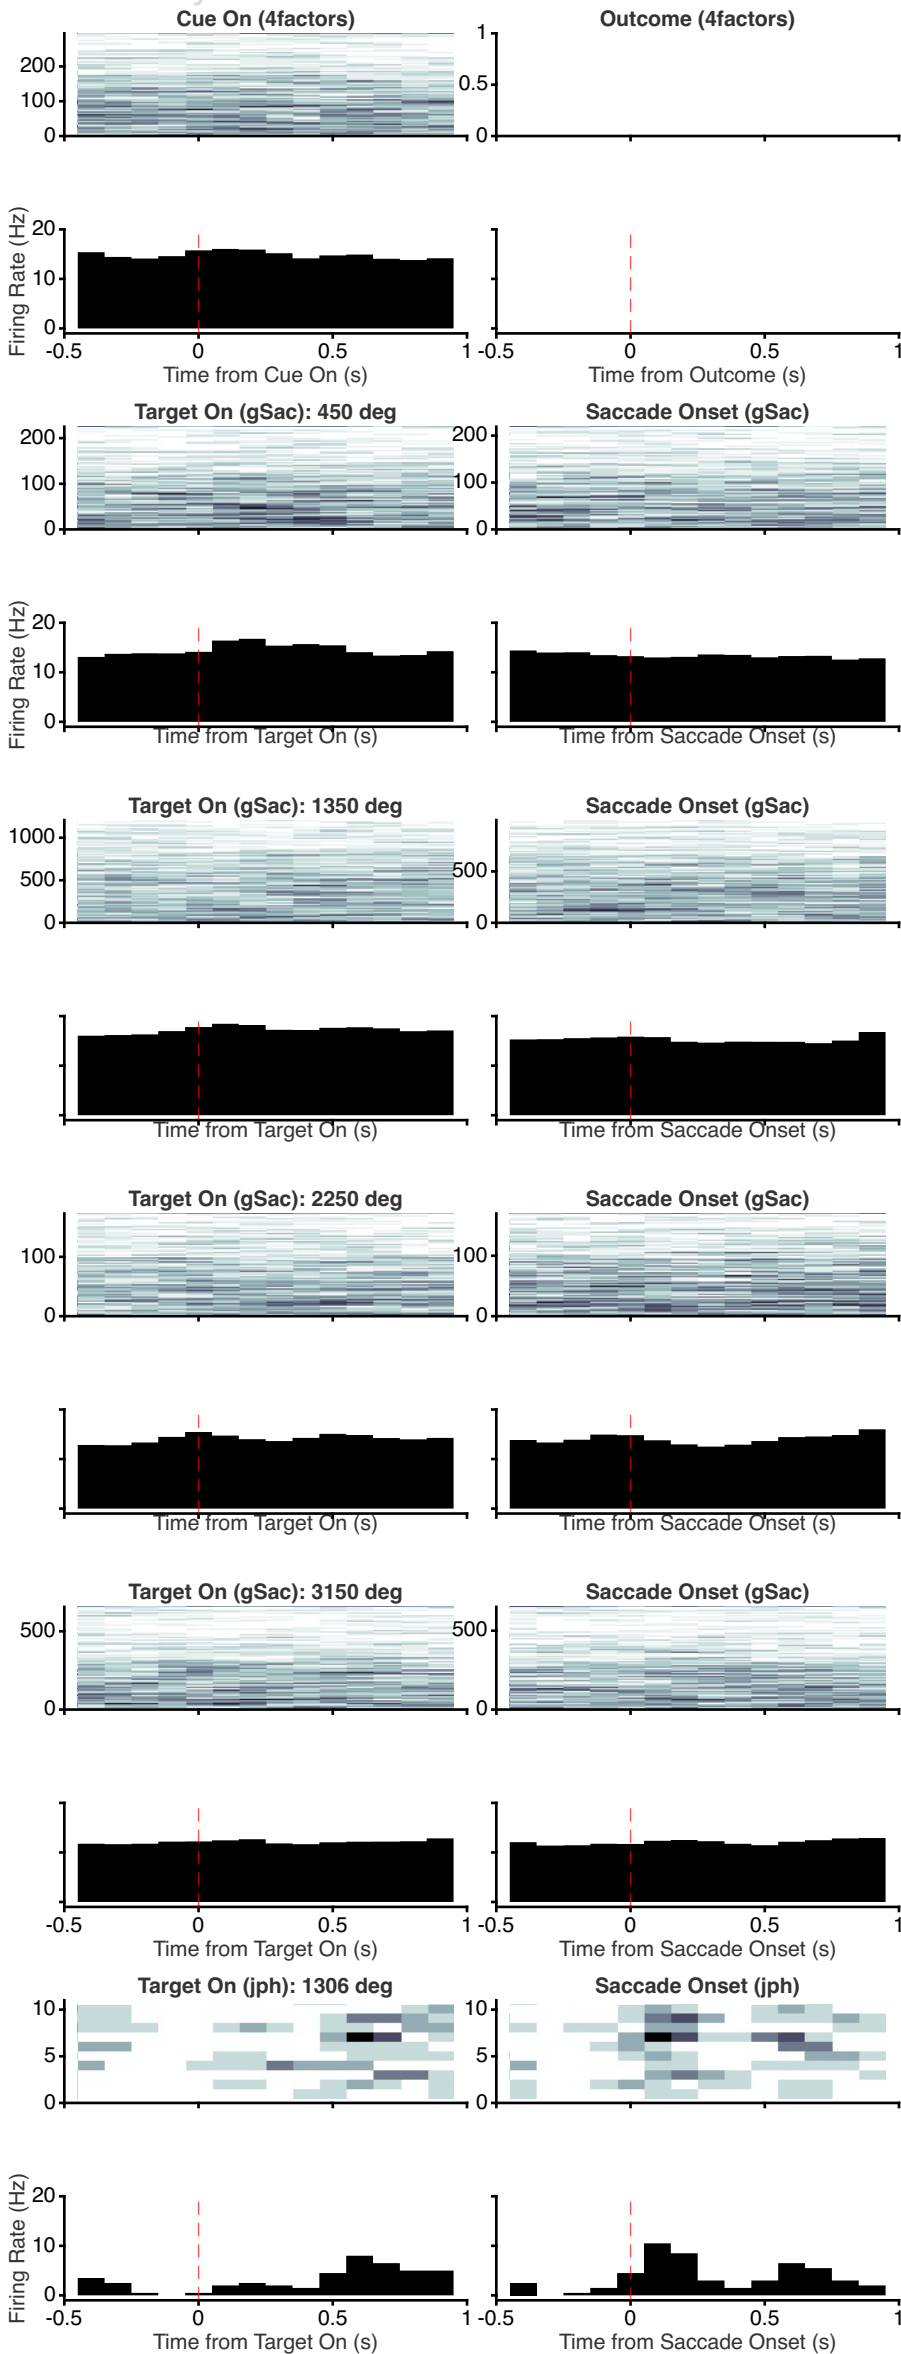 Cue On (4factors)
Outcome (4factors)
200
100
0
1
0.5
0
Firing Rate (Hz)
20
10
0
-0.5
0
0.5
1
-0.5
0
0.5
1
Time from Cue On (s)
Time from Outcome (s)
Target On (gSac): 450 deg
Saccade Onset (gSac)
200
100
0
200
100
0
Firing Rate (Hz)
20
10
0
Time from Target On (s)
Time from Saccade Onset (s)
Target On (gSac): 1350 deg
Saccade Onset (gSac)
1000
500
0
500
0
Time from Target On (s)
Time from Saccade Onset (s)
Target On (gSac): 2250 deg
Saccade Onset (gSac)
100
0
100
0
Time from Target On (s)
Time from Saccade Onset (s)
Target On (gSac): 3150 deg
Saccade Onset (gSac)
500
0
500
0
-0.5
0
0.5
1
-0.5
0
0.5
1
Time from Target On (s)
Time from Saccade Onset (s)
Target On (jph): 1306 deg
Saccade Onset (jph)
10
5
0
10
5
0
Firing Rate (Hz)
20
10
0
-0.5
0
0.5
1
-0.5
0
0.5
1
Time from Target On (s)
Time from Saccade Onset (s)